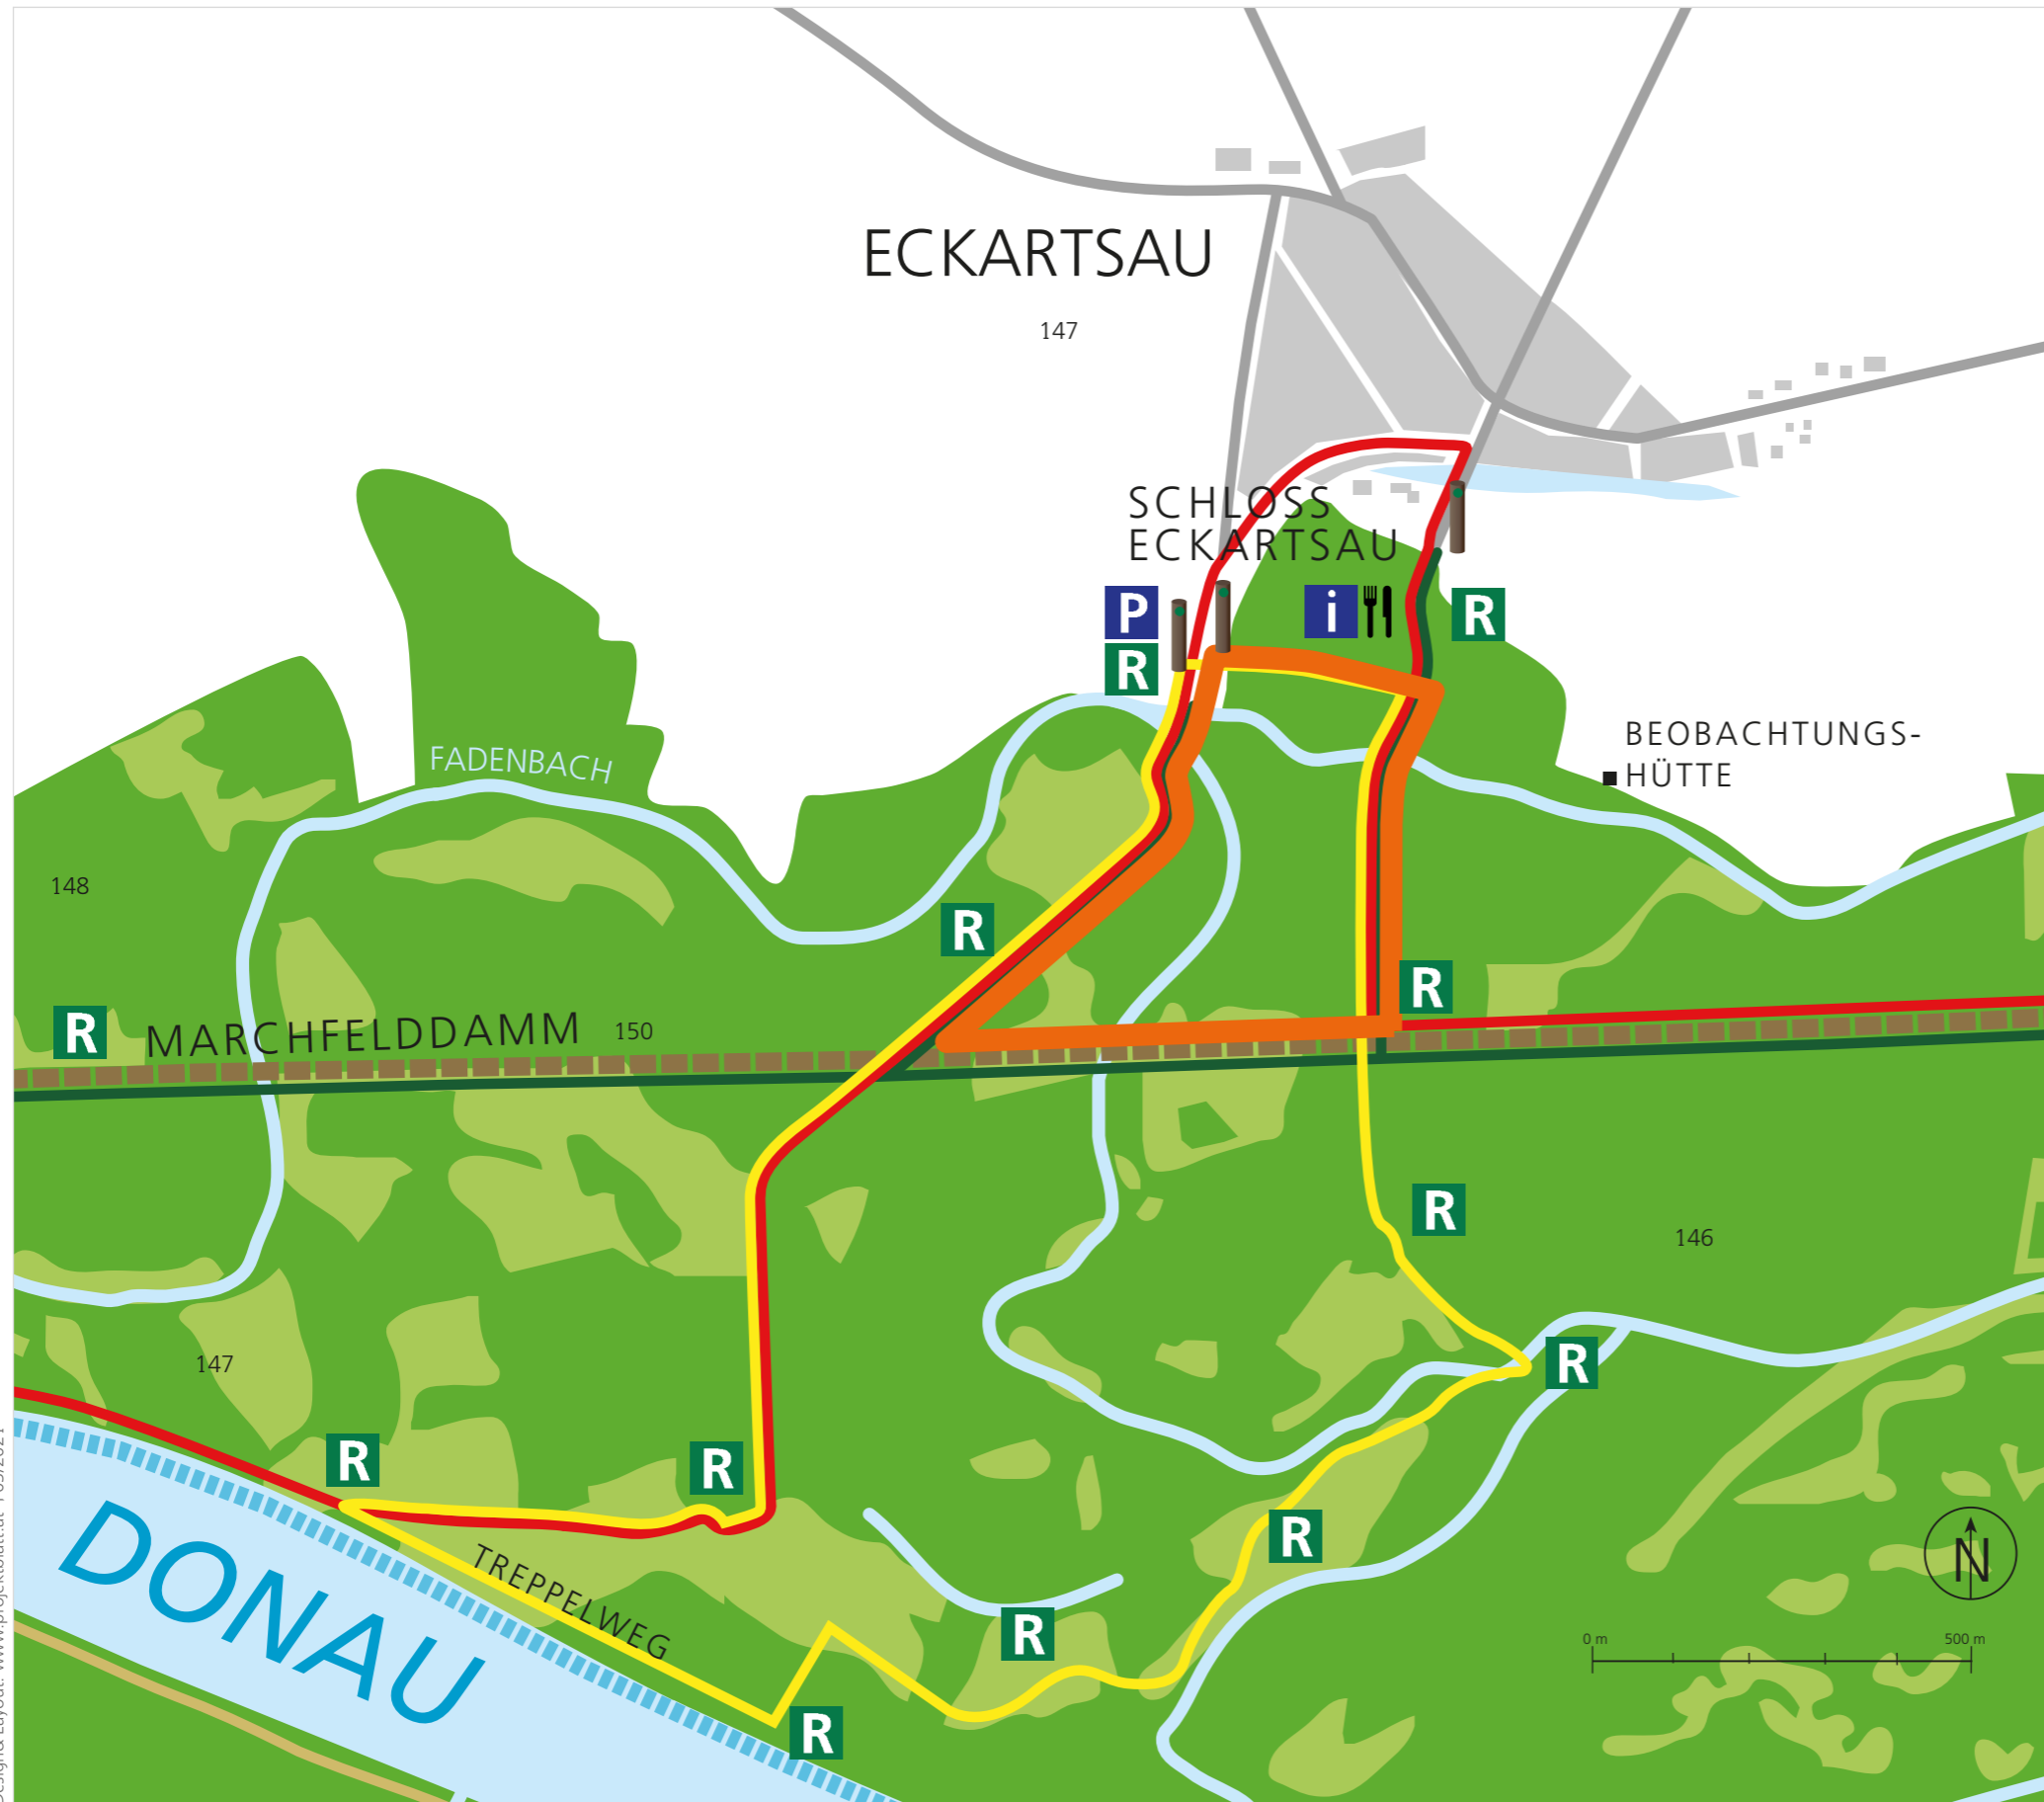 ECKARTSAU
147
SCHLOSS
ECKARTSAU
P
i
R
R
BEOBACHTUNGS-
HÜTTE
FADENBACH
148
R
R
R
MARCHFELDDAMM
150
R
146
147
R
R
R
R
DONAU
TREPPELWEG
R
R
N
0 m
500 m